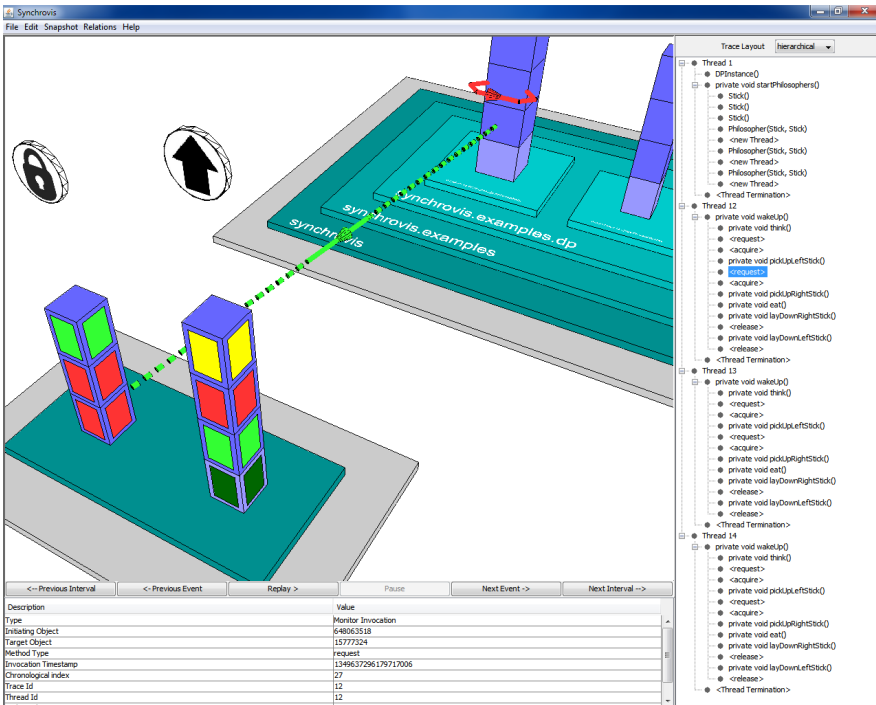 Synchrovis
File Edit Snapshot Relations Help
Trace Layout hierarchical
Thread 1
DPInstance()
private void startPhilosophers()
Stick()
Stick()
Stick()
Philosopher(Stick, Stick)
<new Thread>
Philosopher(Stick, Stick)
<new Thread>
Philosopher(Stick, Stick)
<new Thread>
<Thread Termination>
Thread 12
private void wakeUp()
private void think()
<request>
<acquire>
private void pickUpLeftStick()
<request>
<acquire>
private void pickUpRightStick()
private void eat()
private void layDownRightStick()
<release>
private void layDownLeftStick()
<release>
<Thread Termination>
Thread 13
private void wakeUp()
private void think()
<request>
<acquire>
private void pickUpLeftStick()
<request>
<acquire>
private void pickUpRightStick()
private void eat()
private void layDownRightStick()
<release>
private void layDownLeftStick()
<release>
<Thread Termination>
Thread 14
private void wakeUp()
private void think()
<request>
<acquire>
private void pickUpLeftStick()
<request>
<acquire>
private void pickUpRightStick()
private void eat()
private void layDownRightStick()
<release>
private void layDownLeftStick()
<release>
<Thread Termination>
synchrovis.examples.dp
synchrovis.examples
synchrovis
<-- Previous Interval <- Previous Event Replay > Pause Next Event -> Next Interval -->
Description Value
Type Monitor Invocation
Initiating Object 648063518
Target Object 15777324
Method Type request
Invocation Timestamp 1349637296179717006
Chronological index 27
Trace Id 12
Thread Id 12